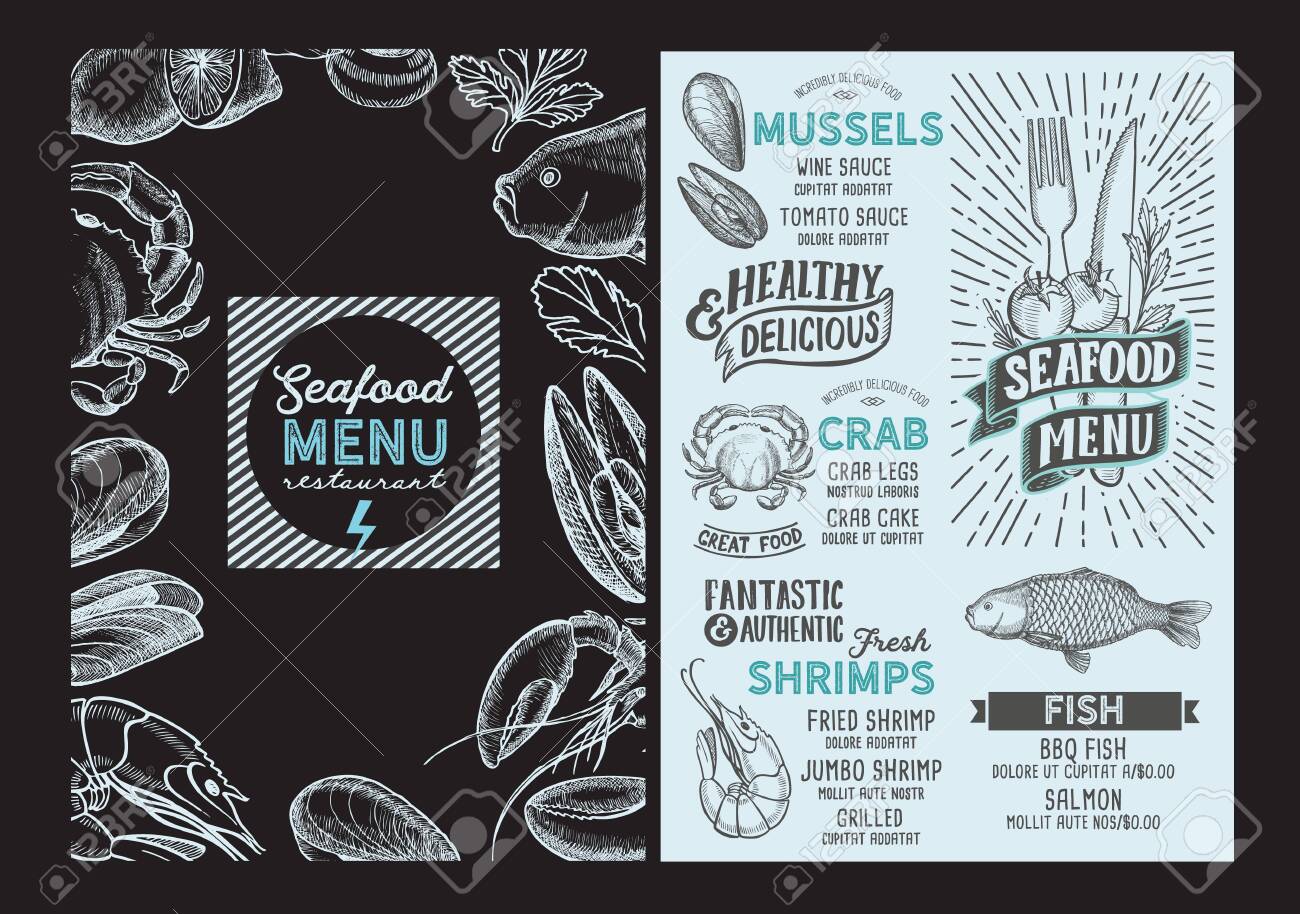 Seafood
MENU
restaurant
INCREDIBLY DELICIOUS FOOD
MUSSELS
WINE SAUCE
CUPITAT ADDATAT
TOMATO SAUCE
DOLORE ADDATAT
& HEALTHY
DELICIOUS
INCREDIBLY DELICIOUS FOOD
CRAB
CRAB LEGS
NOSTRUD LABORIS
CRAB CAKE
DOLORE UT CUPITAT
GREAT FOOD
FANTASTIC
& AUTHENTIC
Fresh
SHRIMPS
FRIED SHRIMP
DOLORE ADDATAT
JUMBO SHRIMP
MOLLIT AUTE NOSTR
GRILLED
CUPITAT ADDATAT
SEAFOOD
MENU
FISH
BBQ FISH
DOLORE UT CUPITAT A/$0.00
SALMON
MOLLIT AUTE NOS/$0.00
123RF